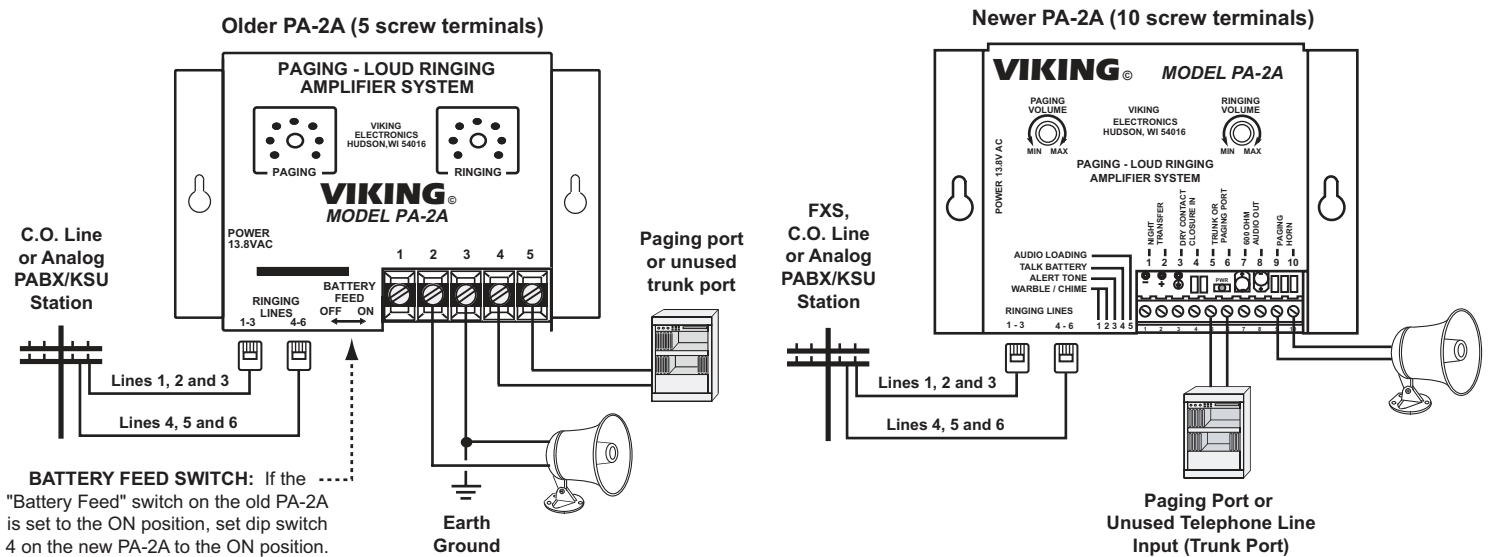 Older PA-2A (5 screw terminals)
PAGING - LOUD RINGING
AMPLIFIER SYSTEM
VIKING
ELECTRONICS
HUDSON,WI 54016
PAGING
RINGING
VIKING©
MODEL PA-2A
POWER
13.8VAC
1 2 3 4 5
RINGING
LINES
1-3 4-6
BATTERY
FEED
OFF ON
C.O. Line
or Analog
PABX/KSU
Station
Lines 1, 2 and 3
Lines 4, 5 and 6
Paging port
or unused
trunk port
Earth
Ground
BATTERY FEED SWITCH: If the
"Battery Feed" switch on the old PA-2A
is set to the ON position, set dip switch
4 on the new PA-2A to the ON position.
Newer PA-2A (10 screw terminals)
VIKING© MODEL PA-2A
PAGING
VOLUME
MIN MAX
VIKING
ELECTRONICS
HUDSON, WI 54016
RINGING
VOLUME
MIN MAX
POWER 13.8V AC
PAGING - LOUD RINGING
AMPLIFIER SYSTEM
NIGHT
TRANSFER
DRY CONTACT
CLOSURE IN
TRUNK OR
PAGING PORT
600 OHM
AUDIO OUT
PAGING
HORN
1 2 3 4 5 6 7 8 9 10
AUDIO LOADING
TALK BATTERY
ALERT TONE
WARBLE / CHIME
PWR
RINGING LINES
1 - 3 4 - 6
1 2 3 4 5
FXS,
C.O. Line
or Analog
PABX/KSU
Station
Lines 1, 2 and 3
Lines 4, 5 and 6
Paging Port or
Unused Telephone Line
Input (Trunk Port)